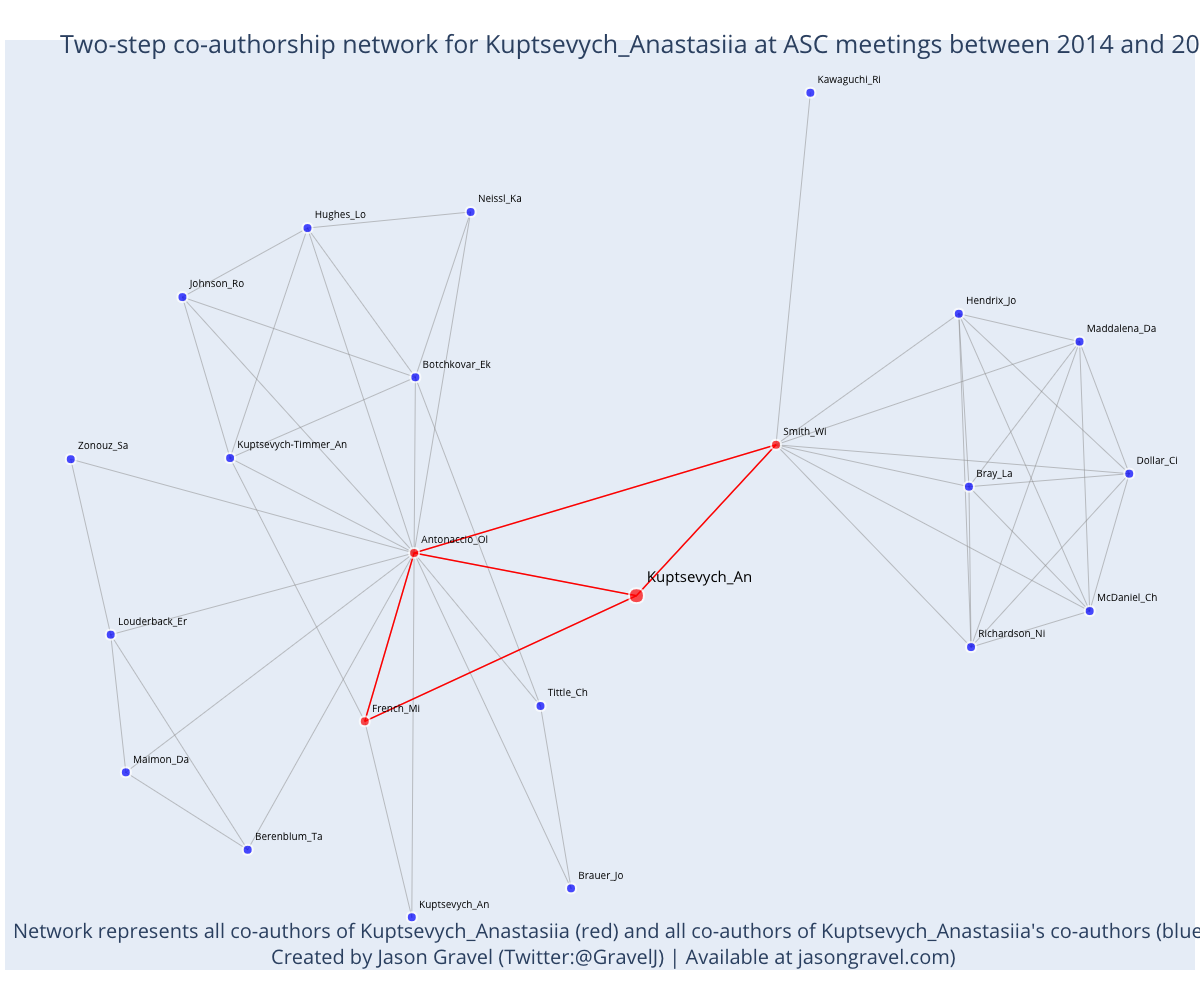 Two-step co-authorship network for Kuptsevych_Anastasiia at ASC meetings between 2014 and 20
Kawaguchi_Ri
Neissl_Ka
Hughes_Lo
Johnson_Ro
Hendrix_Jo
Maddalena_Da
Botchkovar_Ek
Smith_Wi
Zonouz_Sa
Kuptsevych-Timmer_An
Dollar_Ci
Bray_La
Antonaccio_Ol
Kuptsevych_An
McDaniel_Ch
Louderback_Er
Richardson_Ni
Tittle_Ch
French_Mi
Maimon_Da
Berenblum_Ta
Brauer_Jo
Kuptsevych_An
Network represents all co-authors of Kuptsevych_Anastasiia (red) and all co-authors of Kuptsevych_Anastasiia's co-authors (blue
Created by Jason Gravel (Twitter:@GravelJ) | Available at jasongravel.com)